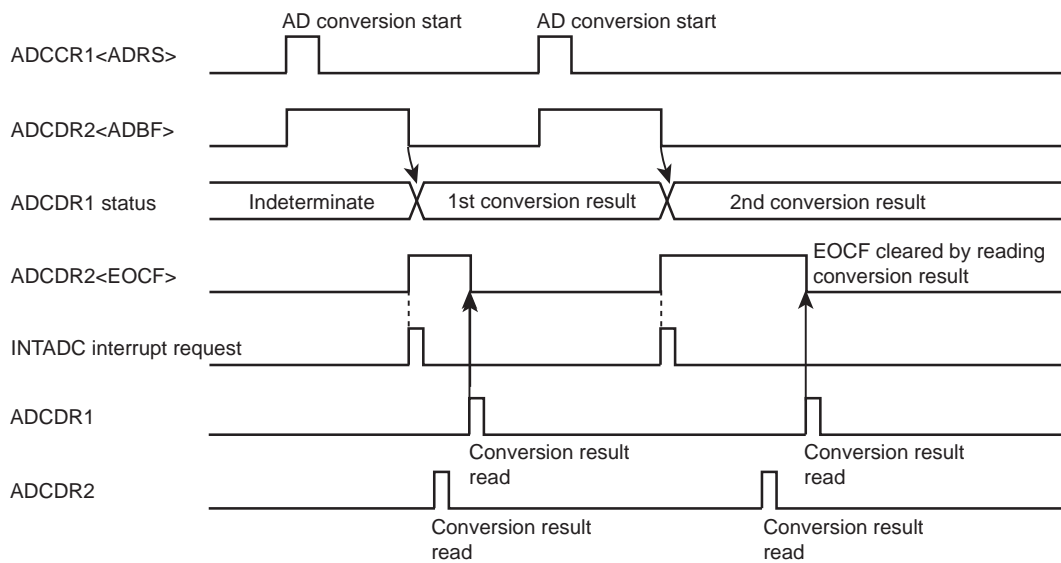 AD conversion start
AD conversion start
ADCCR1<ADRS>
ADCDR2<ADBF>
ADCDR1 status
Indeterminate
1st conversion result
2nd conversion result
ADCDR2<EOCF>
EOCF cleared by reading
conversion result
INTADC interrupt request
ADCDR1
Conversion result
read
Conversion result
read
ADCDR2
Conversion result
read
Conversion result
read